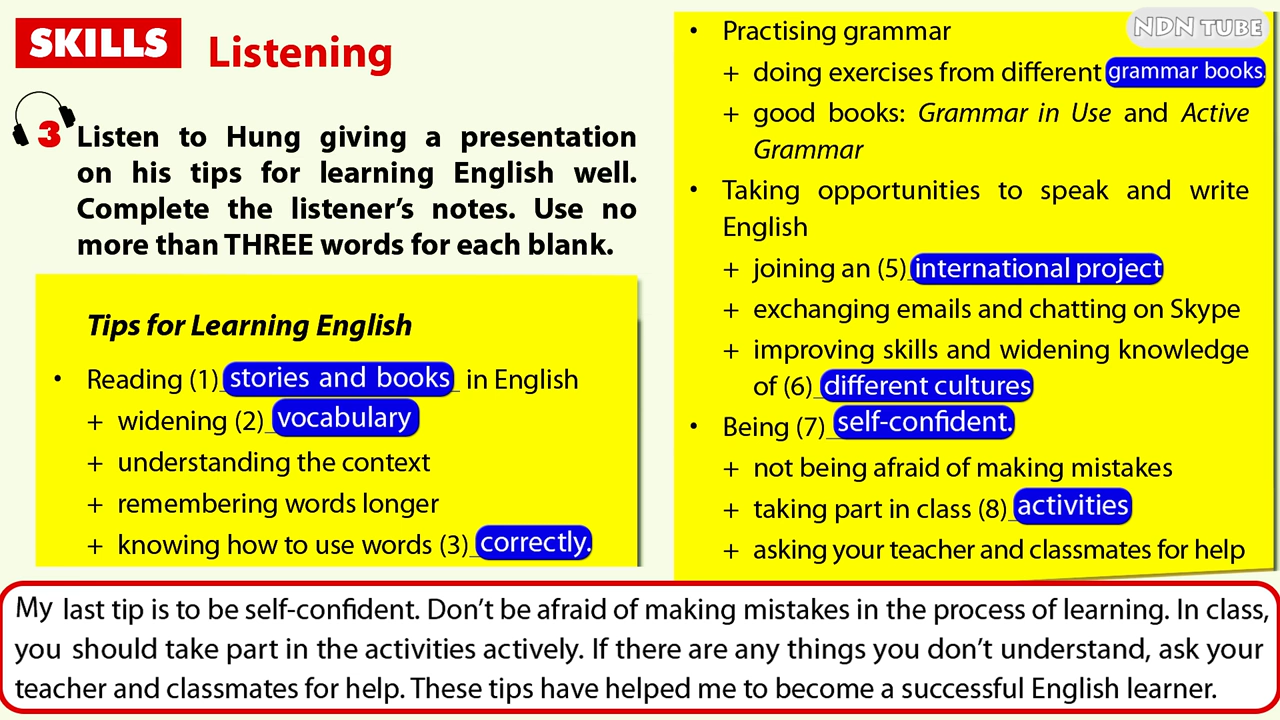 SKILLS Listening
3 Listen to Hung giving a presentation
on his tips for learning English well.
Complete the listener's notes. Use no
more than THREE words for each blank.
Tips for Learning English
• Reading (1)_stories and books_ in English
+ widening (2)_vocabulary
+ understanding the context
+ remembering words longer
+ knowing how to use words (3)_correctly.
NDN TUBE
• Practising grammar
+ doing exercises from different grammar books.
+ good books: Grammar in Use and Active
Grammar
• Taking opportunities to speak and write
English
+ joining an (5)_international project
+ exchanging emails and chatting on Skype
+ improving skills and widening knowledge
of (6)_different cultures
• Being (7)_self-confident.
+ not being afraid of making mistakes
+ taking part in class (8)_activities
+ asking your teacher and classmates for help
My last tip is to be self-confident. Don't be afraid of making mistakes in the process of learning. In class,
you should take part in the activities actively. If there are any things you don't understand, ask your
teacher and classmates for help. These tips have helped me to become a successful English learner.